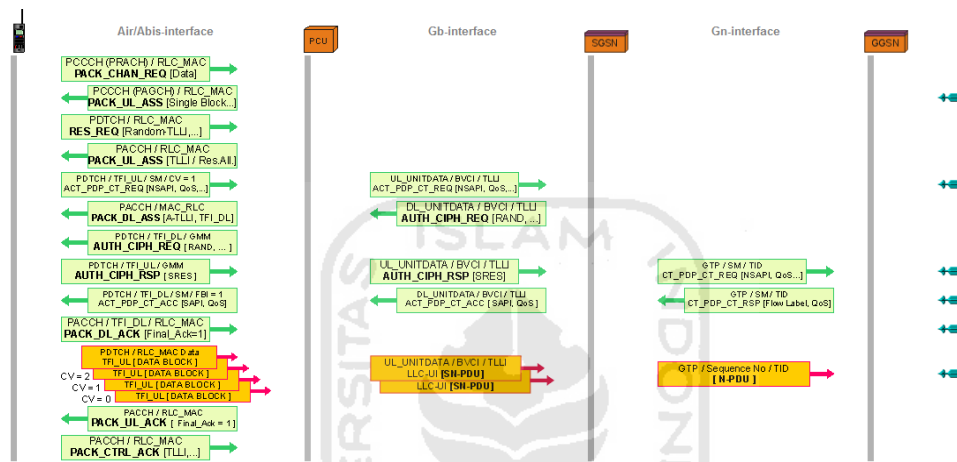 Air/Abis-interface
Gb-interface
Gn-interface
PCU
SGSN
GGSN
PCCCH (PRACH) / RLC_MAC
PACK_CHAN_REQ [Data]
PCCCH (PAGCH) / RLC_MAC
PACK_UL_ASS [Single Block...]
PDTCH / RLC_MAC
RES_REQ [Random-TLLI,...]
PACCH / RLC_MAC
PACK_UL_ASS [TLLI / Res.All.]
PDTCH / TFI_UL / SM / CV = 1
ACT_PDP_CT_REQ [NSAPI, QoS,...]
UL_UNITDATA / BVCI / TLLI
ACT_PDP_CT_REQ [NSAPI, QoS,...]
PACCH / MAC_RLC
PACK_DL_ASS [A-TLLI, TFI_DL]
DL_UNITDATA / BVCI / TLLI
AUTH_CIPH_REQ [RAND, ...]
PDTCH / TFI_DL / GMM
AUTH_CIPH_REQ [RAND, ... ]
PDTCH / TFI_UL / GMM
AUTH_CIPH_RSP [SRES]
UL_UNITDATA / BVCI / TLLI
AUTH_CIPH_RSP [SRES]
GTP / SM / TID
CT_PDP_CT_REQ [NSAPI, QoS...]
PDTCH / TFI_DL / SM / FBI = 1
ACT_PDP_CT_ACC [SAPI, QoS]
DL_UNITDATA / BVCI / TLLI
ACT_PDP_CT_ACC [SAPI, QoS]
GTP / SM / TID
CT_PDP_CT_RSP [Flow Label, QoS]
PACCH / TFI_DL / RLC_MAC
PACK_DL_ACK [Final_Ack=1]
PDTCH / RLC_MAC Data
TFI_UL [ DATA BLOCK ]
CV = 2
TFI_UL [ DATA BLOCK ]
CV = 1
TFI_UL [ DATA BLOCK ]
CV = 0
TFI_UL [ DATA BLOCK ]
UL_UNITDATA / BVCI / TLLI
LLC-UI [SN-PDU]
LLC-UI [SN-PDU]
GTP / Sequence No / TID
[ N-PDU ]
PACCH / RLC_MAC
PACK_UL_ACK [ Final_Ack = 1 ]
PACCH / RLC_MAC
PACK_CTRL_ACK [TLLI,...]
ISLAM